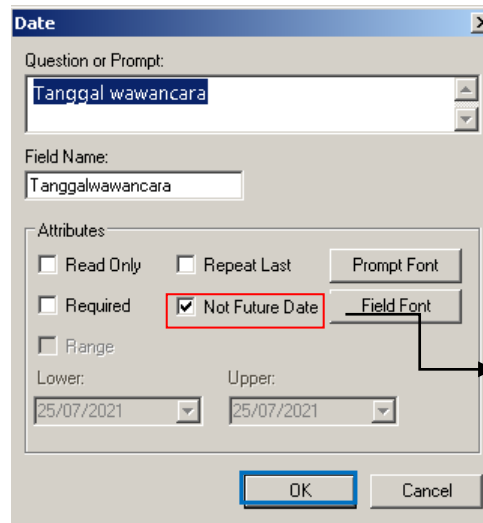 Date
Question or Prompt:
Tanggal wawancara
Field Name:
Tanggalwawancara
Attributes
Read Only
Repeat Last
Prompt Font
Required
Not Future Date
Field Font
Range
Lower:
Upper:
25/07/2021
25/07/2021
OK
Cancel